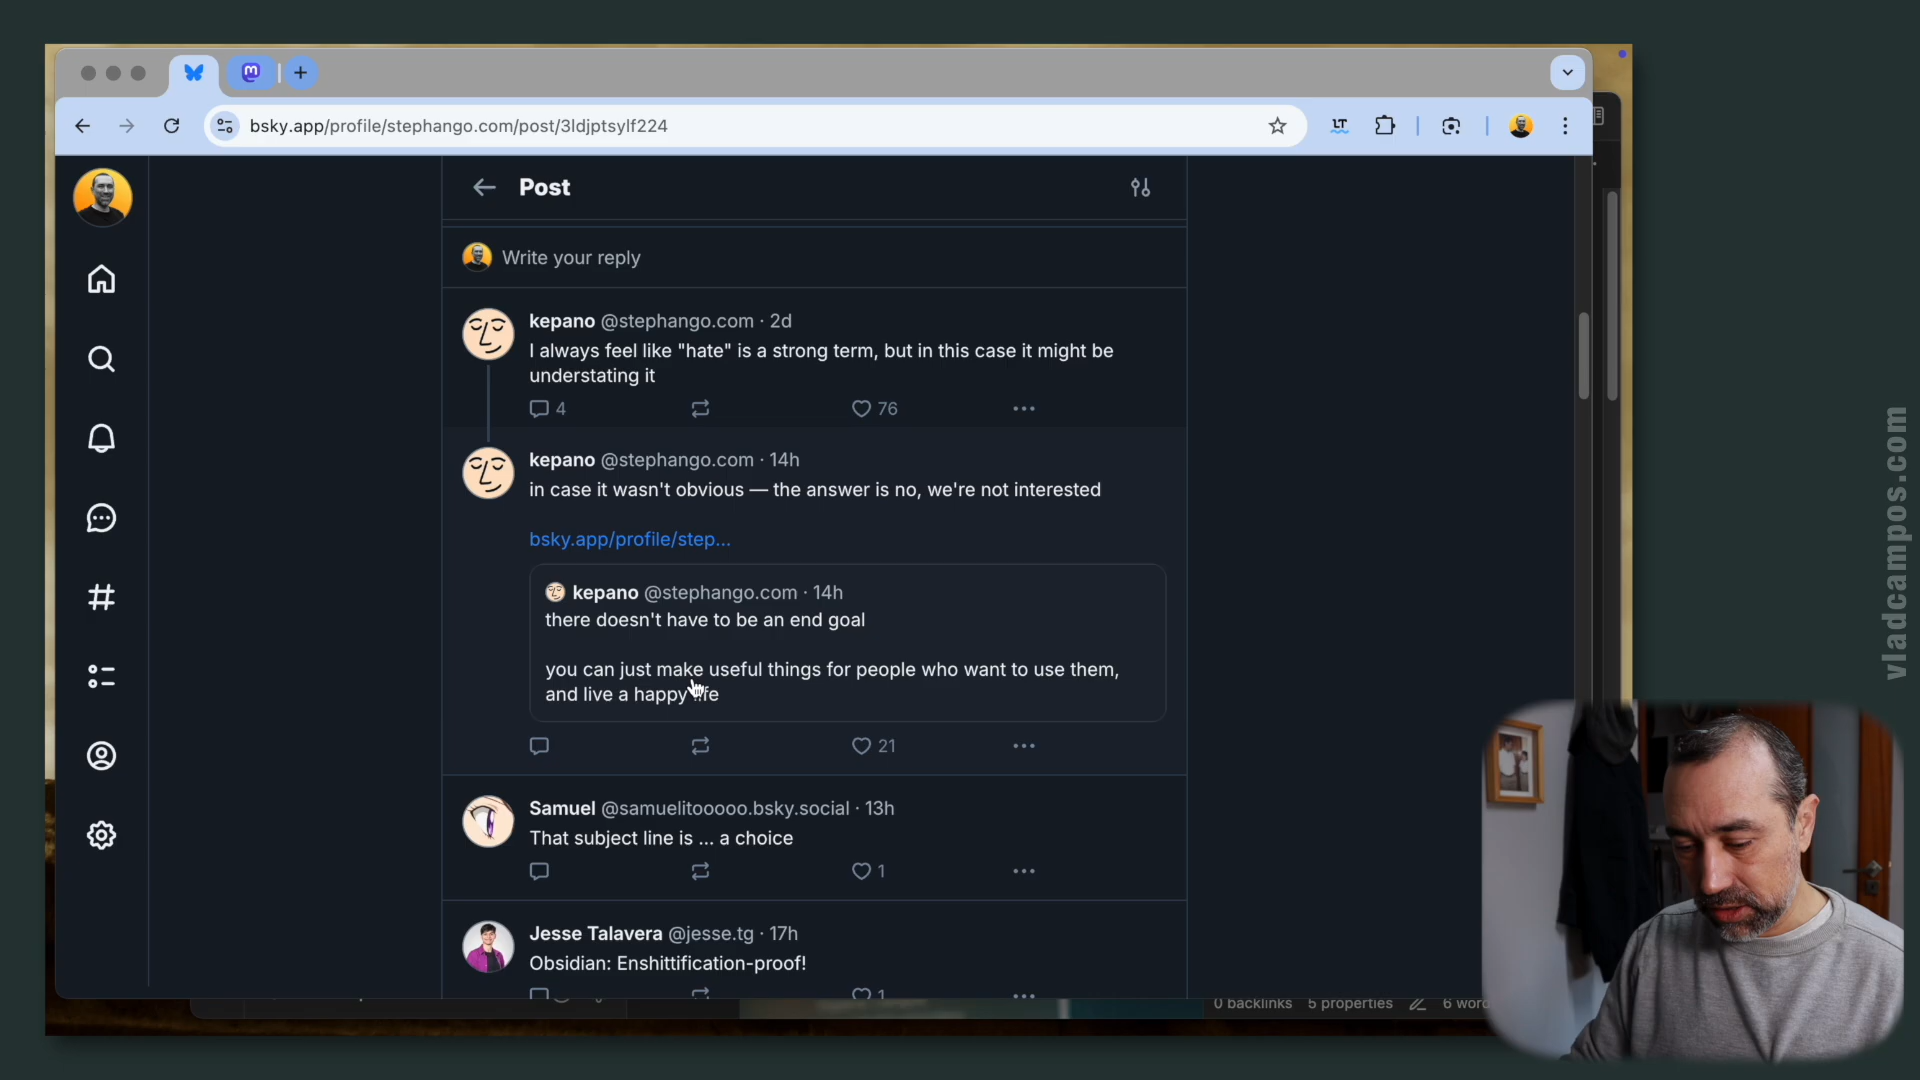 bsky.app/profile/stephango.com/post/3ldjptsylf224
LT
Post
Write your reply
kepano @stephango.com · 2d
I always feel like "hate" is a strong term, but in this case it might be
understating it
4
76
kepano @stephango.com · 14h
in case it wasn't obvious — the answer is no, we're not interested
bsky.app/profile/step...
kepano @stephango.com · 14h
there doesn't have to be an end goal
you can just make useful things for people who want to use them,
and live a happy life
21
Samuel @samuelitooooo.bsky.social · 13h
That subject line is ... a choice
1
Jesse Talavera @jesse.tg · 17h
Obsidian: Enshittification-proof!
1
0 backlinks 5 properties 6
vladcampos.com